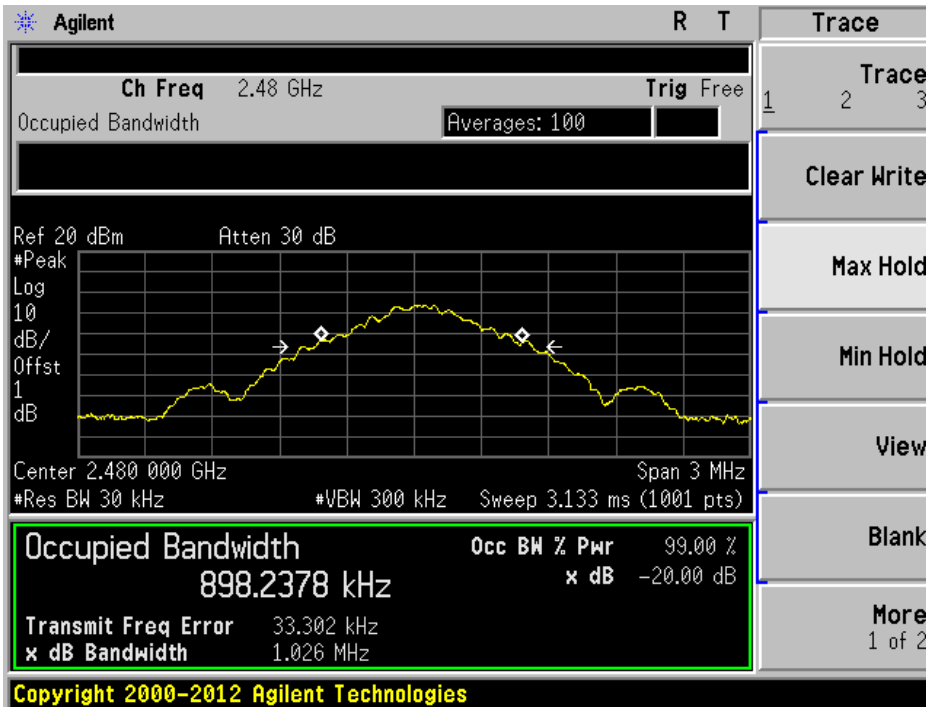 Agilent R T
Trace
Ch Freq 2.48 GHz Trig Free
Occupied Bandwidth Averages: 100
Trace
1 2 3
Clear Write
Max Hold
Min Hold
View
Blank
More
1 of 2
Ref 20 dBm Atten 30 dB
#Peak
Log
10
dB/
Offst
1
dB
Center 2.480 000 GHz Span 3 MHz
#Res BW 30 kHz #VBW 300 kHz Sweep 3.133 ms (1001 pts)
Occupied Bandwidth Occ BW % Pwr 99.00 %
898.2378 kHz x dB -20.00 dB
Transmit Freq Error 33.302 kHz
x dB Bandwidth 1.026 MHz
Copyright 2000-2012 Agilent Technologies